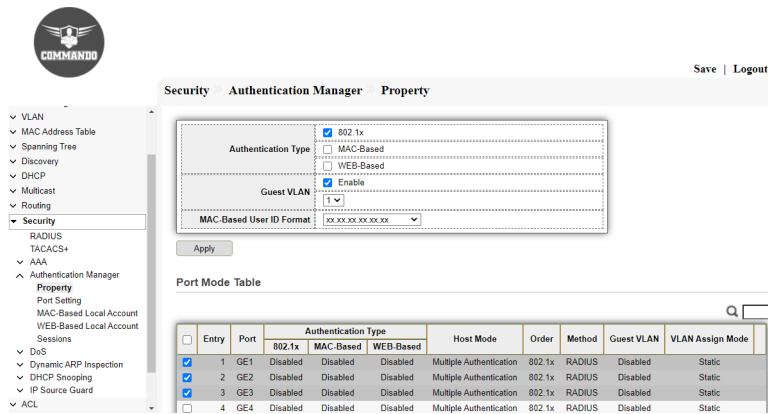 COMMANDO
Save | Logout
Security Authentication Manager Property
VLAN
MAC Address Table
Spanning Tree
Discovery
DHCP
Multicast
Routing
Security
RADIUS
TACACS+
AAA
Authentication Manager
Property
Port Setting
MAC-Based Local Account
WEB-Based Local Account
Sessions
DoS
Dynamic ARP Inspection
DHCP Snooping
IP Source Guard
ACL
Authentication Type
802.1x
MAC-Based
WEB-Based
Guest VLAN
Enable
1
MAC-Based User ID Format
xx.xx.xx.xx.xx.xx
Apply
Port Mode Table
Entry Port Authentication Type Host Mode Order Method Guest VLAN VLAN Assign Mode
802.1x MAC-Based WEB-Based
1 GE1 Disabled Disabled Disabled Multiple Authentication 802.1x RADIUS Disabled Static
2 GE2 Disabled Disabled Disabled Multiple Authentication 802.1x RADIUS Disabled Static
3 GE3 Disabled Disabled Disabled Multiple Authentication 802.1x RADIUS Disabled Static
4 GE4 Disabled Disabled Disabled Multiple Authentication 802.1x RADIUS Disabled Static